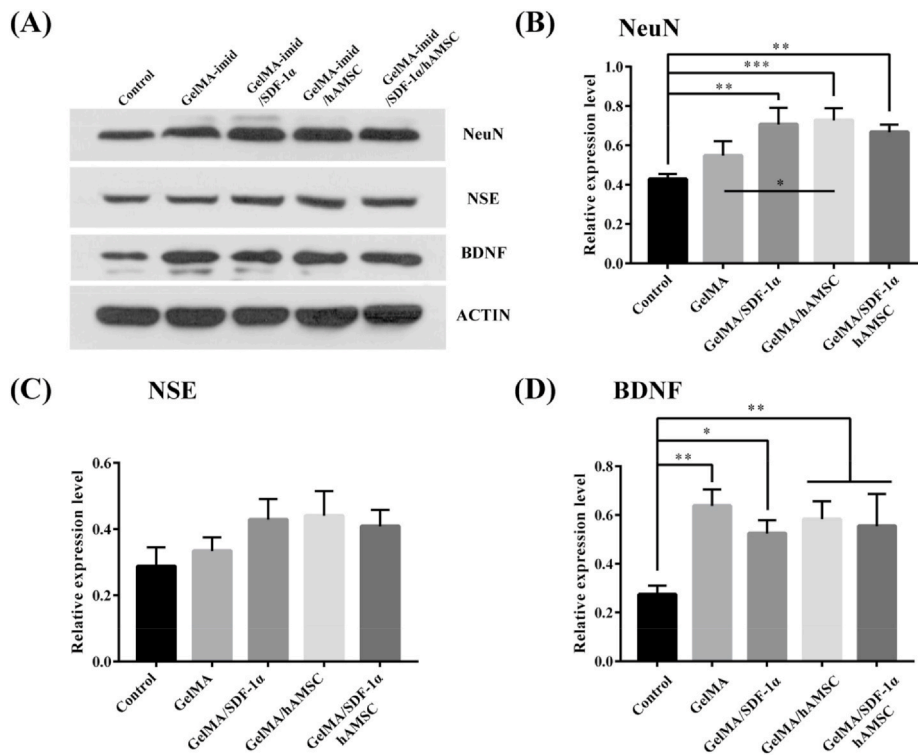 (A)
Control
GelMA-imid
GelMA-imid
/SDF-1α
GelMA-imid
/hAMSC
GelMA-imid
/SDF-1α/hAMSC
NeuN
NSE
BDNF
ACTIN
(B)
NeuN
Relative expression level
1.0
0.8
0.6
0.4
0.2
0.0
**
***
**
*
Control
GelMA
GelMA/SDF-1α
GelMA/hAMSC
GelMA/SDF-1α
hAMSC
(C)
NSE
Relative expression level
0.6
0.4
0.2
0.0
Control
GelMA
GelMA/SDF-1α
GelMA/hAMSC
GelMA/SDF-1α
hAMSC
(D)
BDNF
Relative expression level
0.8
0.6
0.4
0.2
0.0
**
*
**
Control
GelMA
GelMA/SDF-1α
GelMA/hAMSC
GelMA/SDF-1α
hAMSC